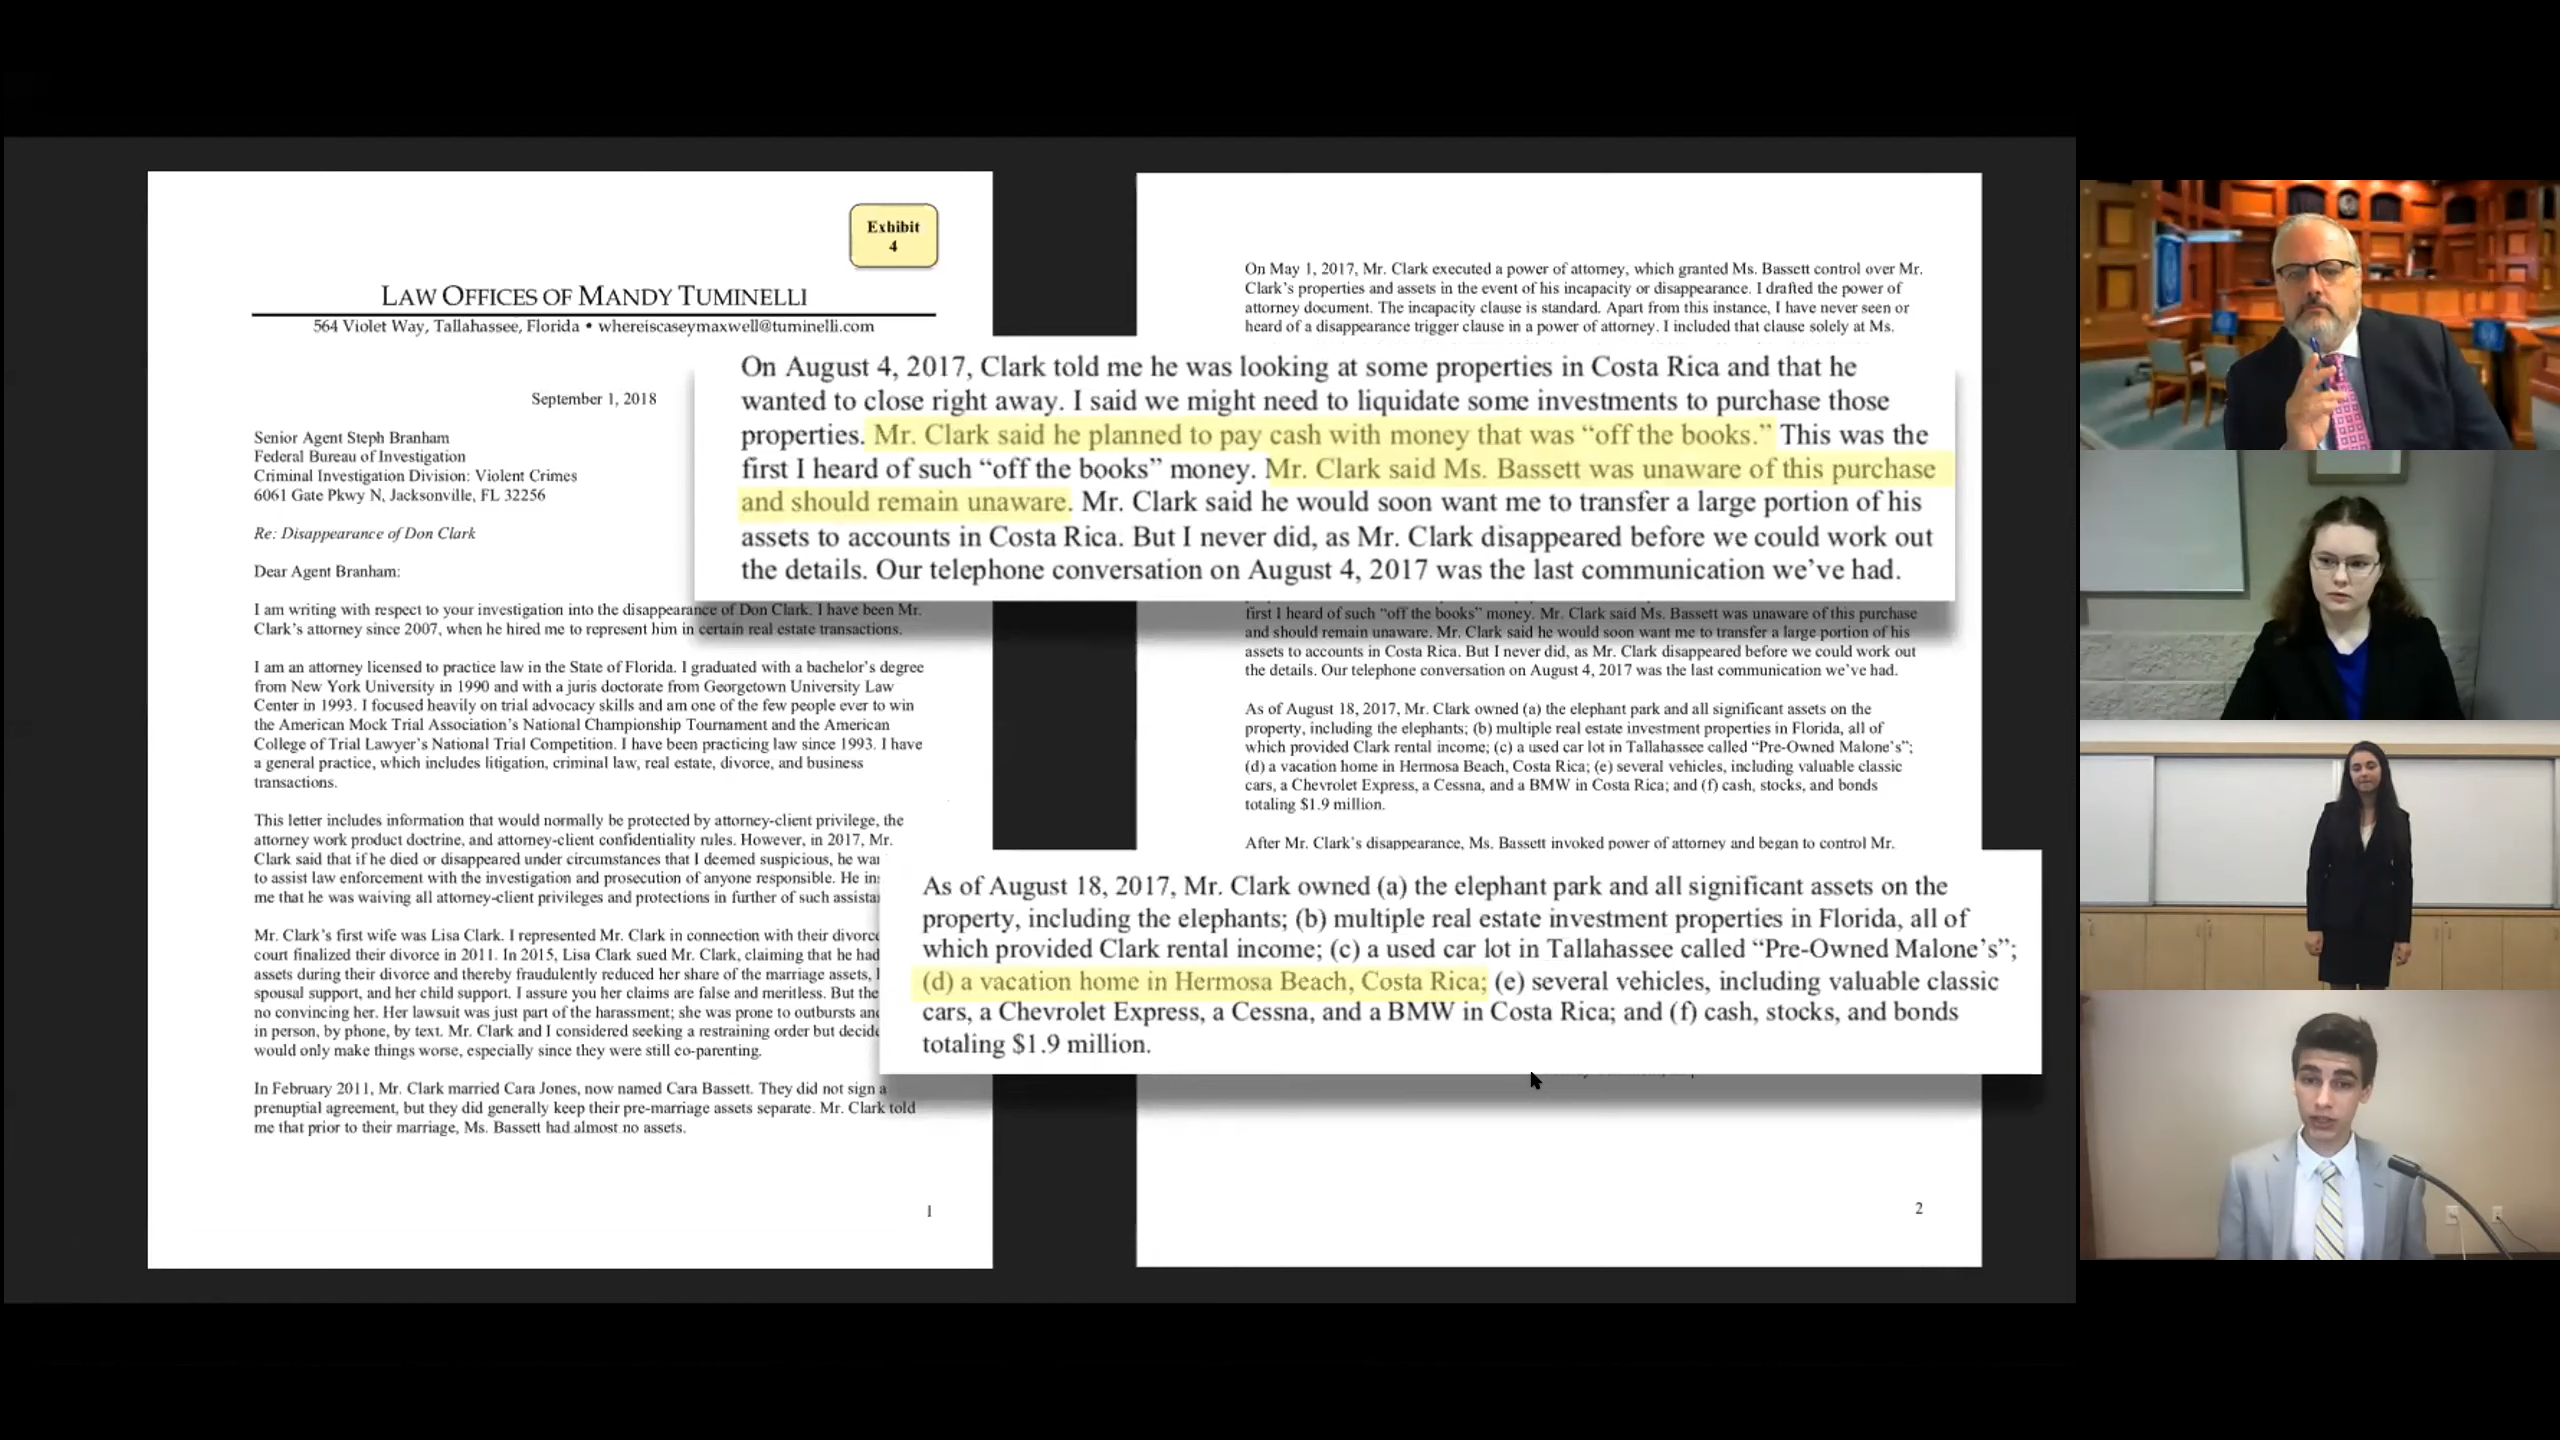 Exhibit
4
LAW OFFICES OF MANDY TUMINELLI
564 Violet Way, Tallahassee, Florida • whereiscaseymaxwell@tuminelli.com
September 1, 2018
Senior Agent Steph Branham
Federal Bureau of Investigation
Criminal Investigation Division: Violent Crimes
6061 Gate Pkwy N, Jacksonville, FL 32256
Re: Disappearance of Don Clark
Dear Agent Branham:
I am writing with respect to your investigation into the disappearance of Don Clark. I have been Mr.
Clark's attorney since 2007, when he hired me to represent him in certain real estate transactions.
I am an attorney licensed to practice law in the State of Florida. I graduated with a bachelor's degree
from New York University in 1990 and with a juris doctorate from Georgetown University Law
Center in 1993. I focused heavily on trial advocacy skills and am one of the few people ever to win
the American Mock Trial Association's National Championship Tournament and the American
College of Trial Lawyer's National Trial Competition. I have been practicing law since 1993. I have
a general practice, which includes litigation, criminal law, real estate, divorce, and business
transactions.
This letter includes information that would normally be protected by attorney-client privilege, the
attorney work product doctrine, and attorney-client confidentiality rules. However, in 2017, Mr.
Clark said that if he died or disappeared under circumstances that I deemed suspicious, he
to assist law enforcement with the investigation and prosecution of anyone responsible. He
me that he was waiving all attorney-client privileges and protections in further of such
Mr. Clark's first wife was Lisa Clark. I represented Mr. Clark in connection with their
court finalized their divorce in 2011. In 2015, Lisa Clark sued Mr. Clark, claiming that he had
assets during their divorce and thereby fraudulently reduced her share of the marriage assets,
spousal support, and her child support. I assure you her claims are false and meritless. But the
no convincing her. Her lawsuit was just part of the harassment; she was prone to outbursts
in person, by phone, by text. Mr. Clark and I considered seeking a restraining order but
would only make things worse, especially since they were still co-parenting.
In February 2011, Mr. Clark married Cara Jones, now named Cara Bassett. They did not sign a
prenuptial agreement, but they did generally keep their pre-marriage assets separate. Mr. Clark told
me that prior to their marriage, Ms. Bassett had almost no assets.
1
On May 1, 2017, Mr. Clark executed a power of attorney, which granted Ms. Bassett control over Mr.
Clark's properties and assets in the event of his incapacity or disappearance. I drafted the power of
attorney document. The incapacity clause is standard. Apart from this instance, I have never seen or
heard of a disappearance trigger clause in a power of attorney. I included that clause solely at Ms.
On August 4, 2017, Clark told me he was looking at some properties in Costa Rica and that he
wanted to close right away. I said we might need to liquidate some investments to purchase those
properties. Mr. Clark said he planned to pay cash with money that was “off the books.” This was the
first I heard of such “off the books” money. Mr. Clark said Ms. Bassett was unaware of this purchase
and should remain unaware. Mr. Clark said he would soon want me to transfer a large portion of his
assets to accounts in Costa Rica. But I never did, as Mr. Clark disappeared before we could work out
the details. Our telephone conversation on August 4, 2017 was the last communication we've had.
first I heard of such “off the books” money. Mr. Clark said Ms. Bassett was unaware of this purchase
and should remain unaware. Mr. Clark said he would soon want me to transfer a large portion of his
assets to accounts in Costa Rica. But I never did, as Mr. Clark disappeared before we could work out
the details. Our telephone conversation on August 4, 2017 was the last communication we've had.
As of August 18, 2017, Mr. Clark owned (a) the elephant park and all significant assets on the
property, including the elephants; (b) multiple real estate investment properties in Florida, all of
which provided Clark rental income; (c) a used car lot in Tallahassee called “Pre-Owned Malone's”;
(d) a vacation home in Hermosa Beach, Costa Rica; (e) several vehicles, including valuable classic
cars, a Chevrolet Express, a Cessna, and a BMW in Costa Rica; and (f) cash, stocks, and bonds
totaling $1.9 million.
After Mr. Clark's disappearance, Ms. Bassett invoked power of attorney and began to control Mr.
As of August 18, 2017, Mr. Clark owned (a) the elephant park and all significant assets on the
property, including the elephants; (b) multiple real estate investment properties in Florida, all of
which provided Clark rental income; (c) a used car lot in Tallahassee called “Pre-Owned Malone's”;
(d) a vacation home in Hermosa Beach, Costa Rica; (e) several vehicles, including valuable classic
cars, a Chevrolet Express, a Cessna, and a BMW in Costa Rica; and (f) cash, stocks, and bonds
totaling $1.9 million.
2